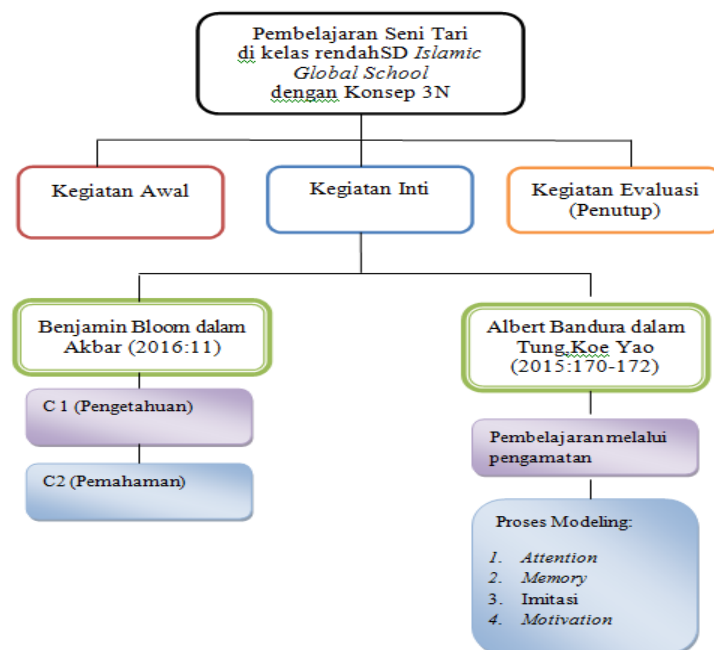 Pembelajaran Seni Tari
di kelas rendahSD Islamic
Global School
dengan Konsep 3N
Kegiatan Awal
Kegiatan Inti
Kegiatan Evaluasi
(Penutup)
Benjamin Bloom dalam
Akbar (2016:11)
Albert Bandura dalam
Tung,Koe Yao
(2015:170-172)
C 1 (Pengetahuan)
Pembelajaran melalui
pengamatan
C2 (Pemahaman)
Proses Modeling:
1. Attention
2. Memory
3. Imitasi
4. Motivation